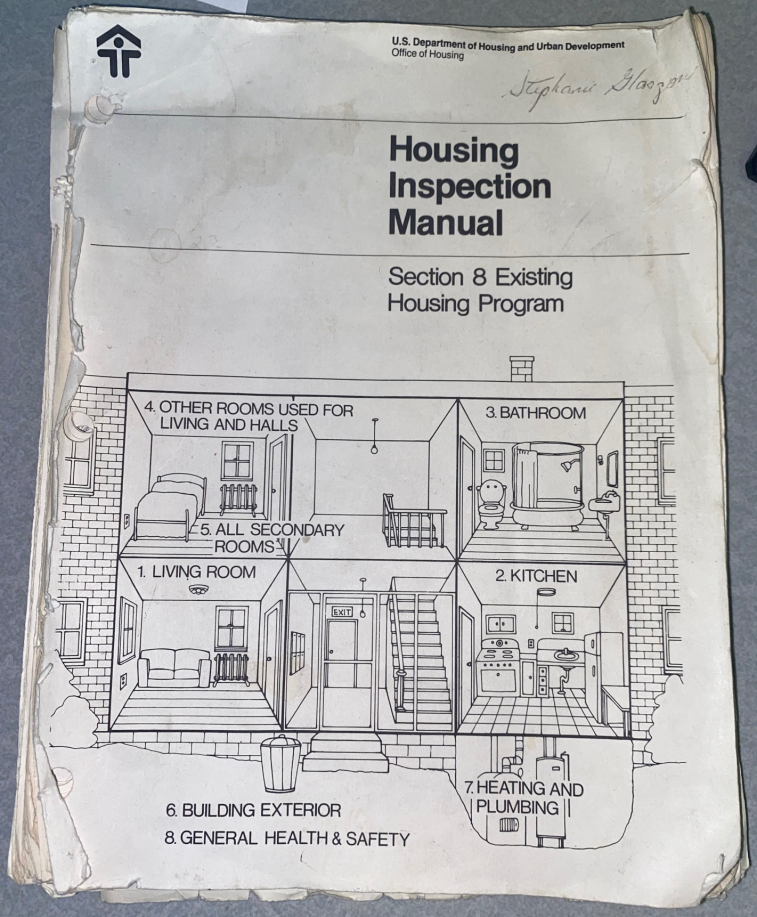 U.S. Department of Housing and Urban Development
Office of Housing
Stephanie
Housing
Inspection
Manual
Section 8 Existing
Housing Program
4. OTHER ROOMS USED FOR
LIVING AND HALLS
3. BATHROOM
5. ALL SECONDARY
ROOMS
1. LIVING ROOM
2. KITCHEN
EXIT
7. HEATING AND
PLUMBING
6. BUILDING EXTERIOR
8. GENERAL HEALTH & SAFETY